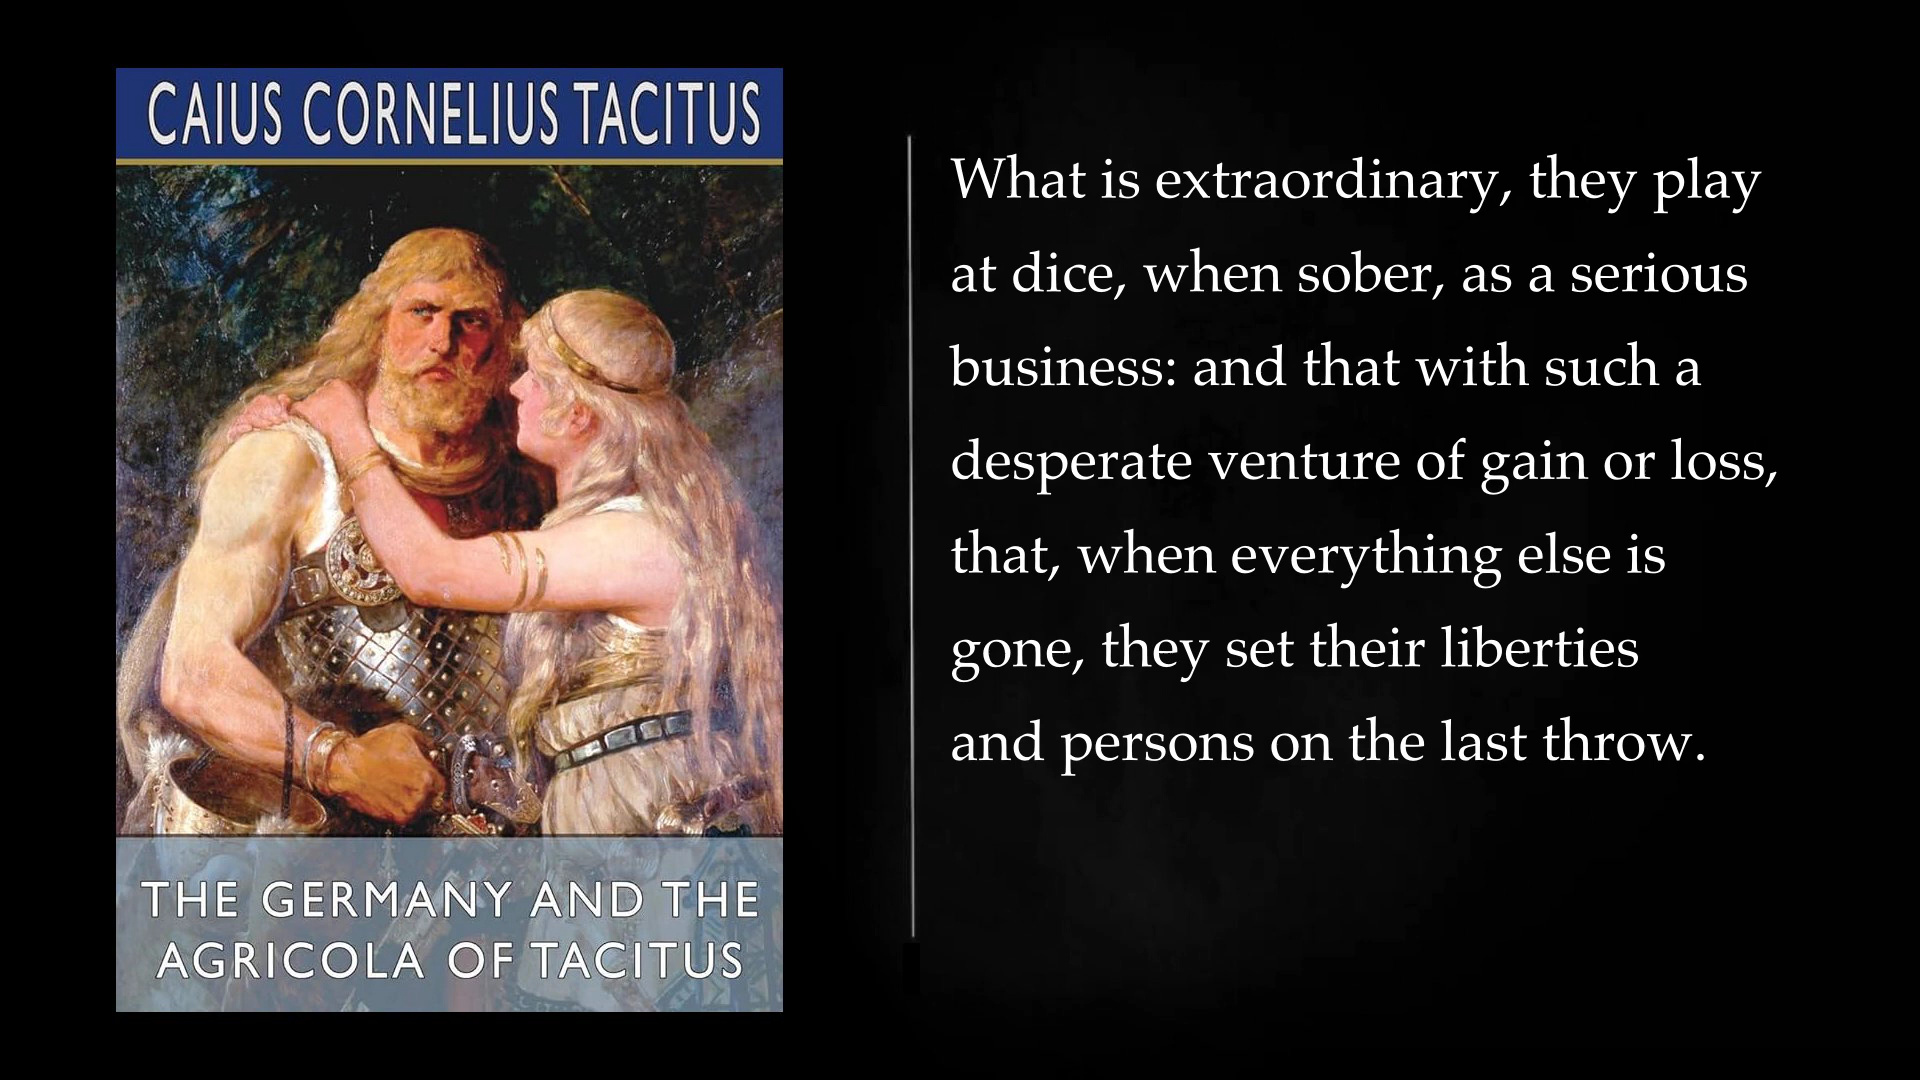 CAIUS CORNELIUS TACITUS
THE GERMANY AND THE
AGRICOLA OF TACITUS
What is extraordinary, they play
at dice, when sober, as a serious
business: and that with such a
desperate venture of gain or loss,
that, when everything else is
gone, they set their liberties
and persons on the last throw.